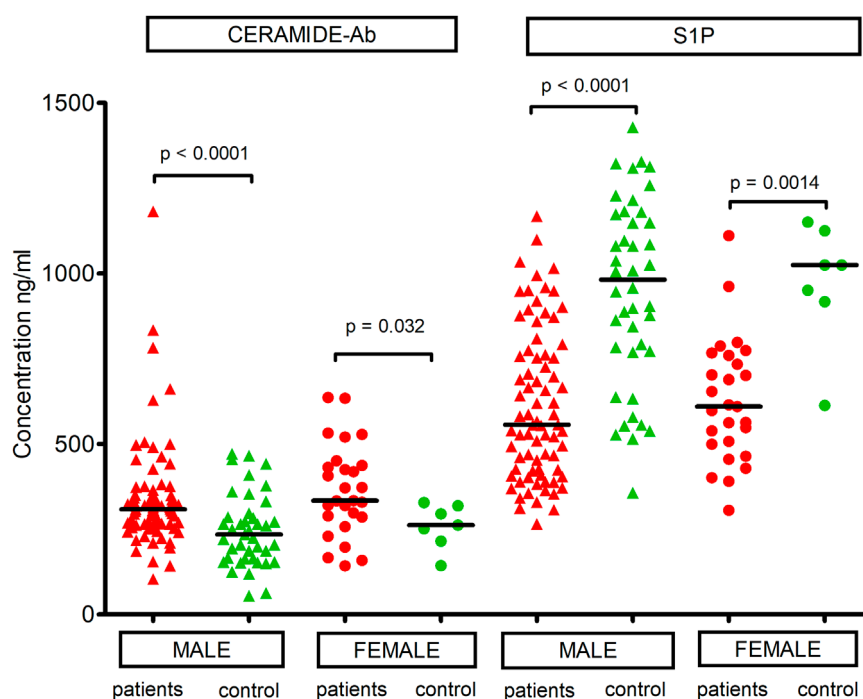 CERAMIDE-Ab S1P
1500
p < 0.0001
p < 0.0001
p = 0.0014
1000
p = 0.032
Concentration ng/ml
500
0
MALE FEMALE MALE FEMALE
patients control patients control patients control patients control